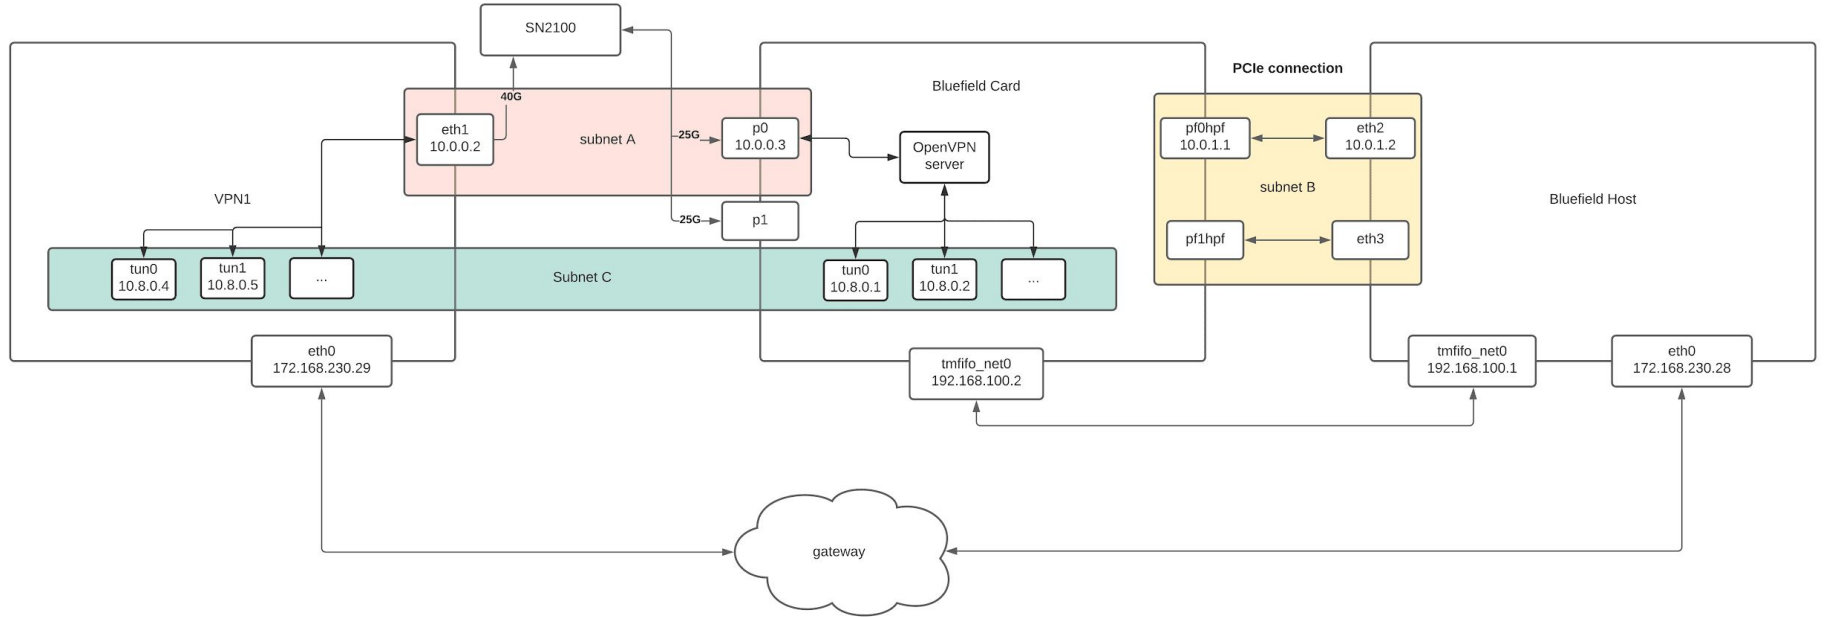 SN2100
PCIe connection
Bluefield Card
40G
eth1
10.0.0.2
subnet A
25G
p0
10.0.0.3
OpenVPN
server
pf0hpf
10.0.1.1
eth2
10.0.1.2
subnet B
VPN1
Bluefield Host
25G
p1
pf1hpf
eth3
tun0
10.8.0.4
tun1
10.8.0.5
...
Subnet C
tun0
10.8.0.1
tun1
10.8.0.2
...
eth0
172.168.230.29
tmfifo_net0
192.168.100.2
tmfifo_net0
192.168.100.1
eth0
172.168.230.28
gateway